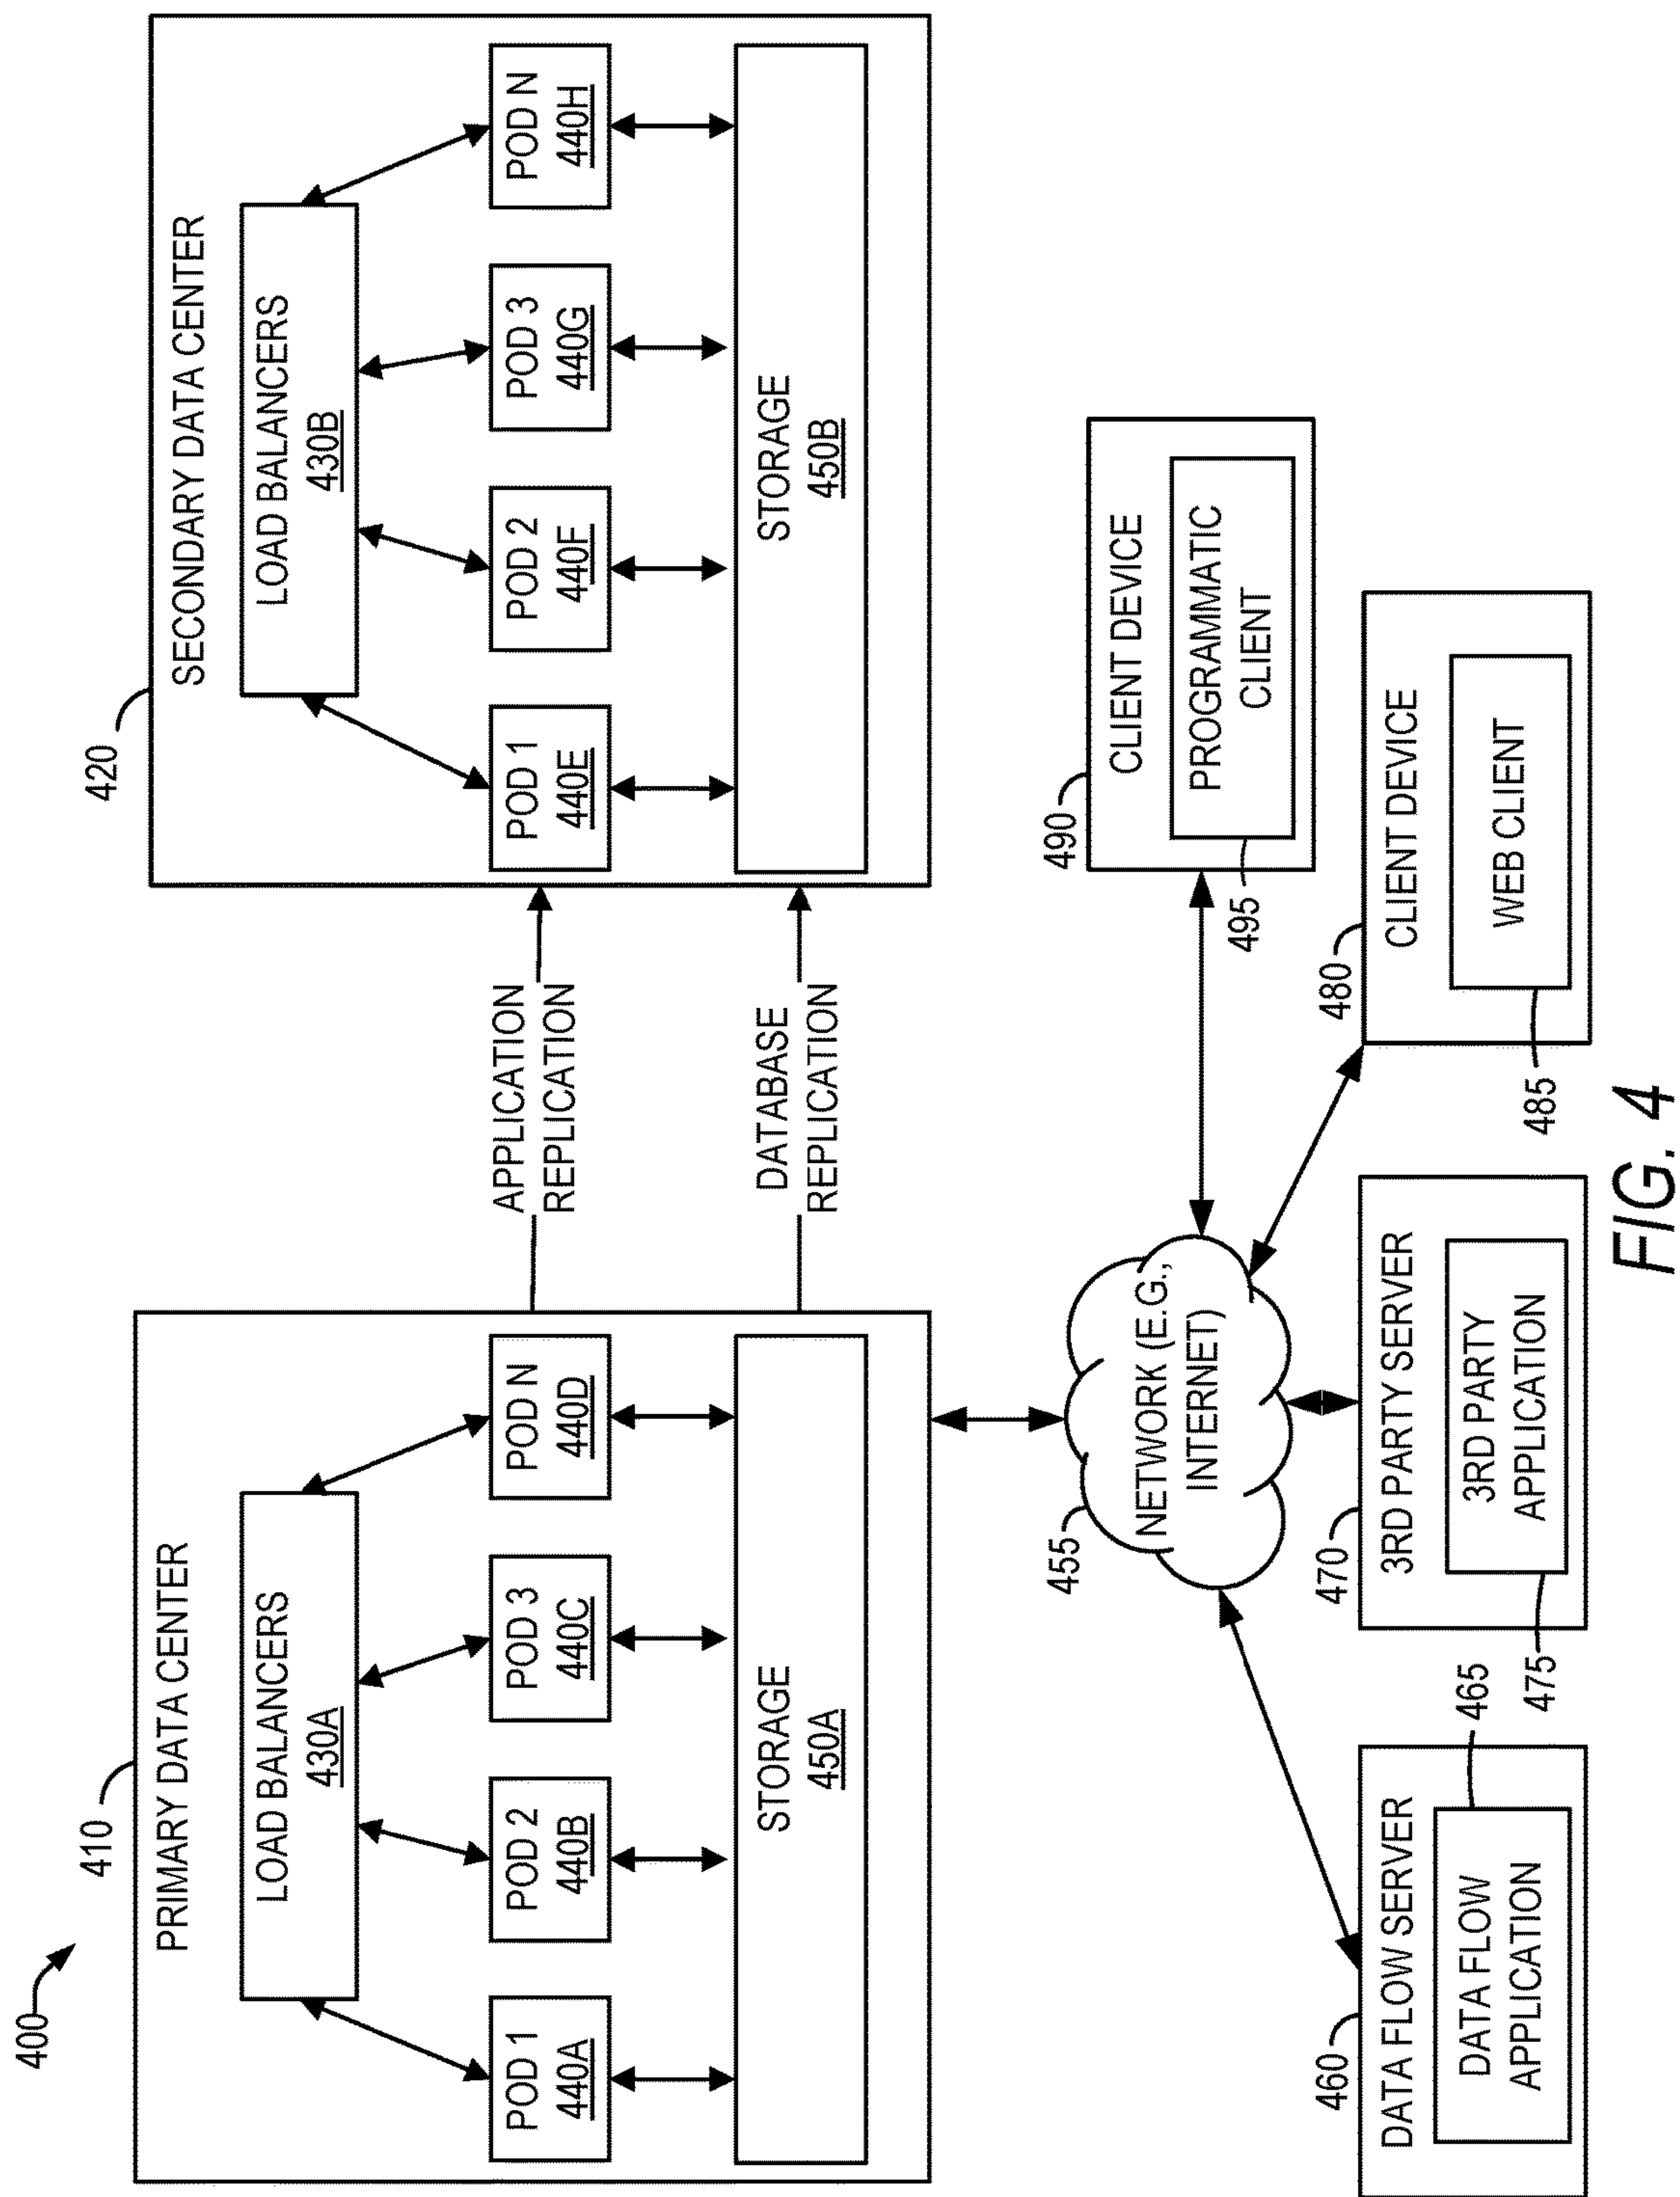 400
410
PRIMARY DATA CENTER
LOAD BALANCERS
430A
POD 1
440A
POD 2
440B
POD 3
440C
POD N
440D
STORAGE
450A
APPLICATION
REPLICATION
DATABASE
REPLICATION
420
SECONDARY DATA CENTER
LOAD BALANCERS
430B
POD 1
440E
POD 2
440F
POD 3
440G
POD N
440H
STORAGE
450B
455
NETWORK (E.G.,
INTERNET)
460
DATA FLOW SERVER
DATA FLOW
APPLICATION
465
470
3RD PARTY SERVER
3RD PARTY
APPLICATION
475
480
CLIENT DEVICE
WEB CLIENT
485
490
CLIENT DEVICE
PROGRAMMATIC
CLIENT
495
FIG. 4